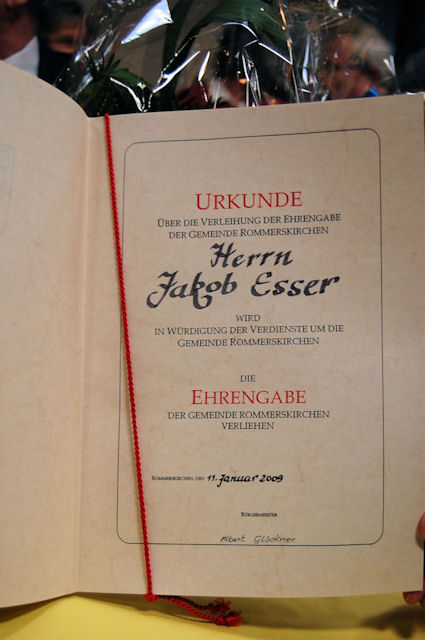 URKUNDE
ÜBER DIE VERLEIHUNG DER EHRENGABE
DER GEMEINDE ROMMERSKIRCHEN
Herrn
Jakob Esser
WIRD
IN WÜRDIGUNG DER VERDIENSTE UM DIE
GEMEINDE ROMMERSKIRCHEN
DIE
EHRENGABE
DER GEMEINDE ROMMERSKIRCHEN
VERLIEHEN
ROMMERSKIRCHEN, DEN 11. Januar 2009
BÜRGERMEISTER
Albert Glöckner